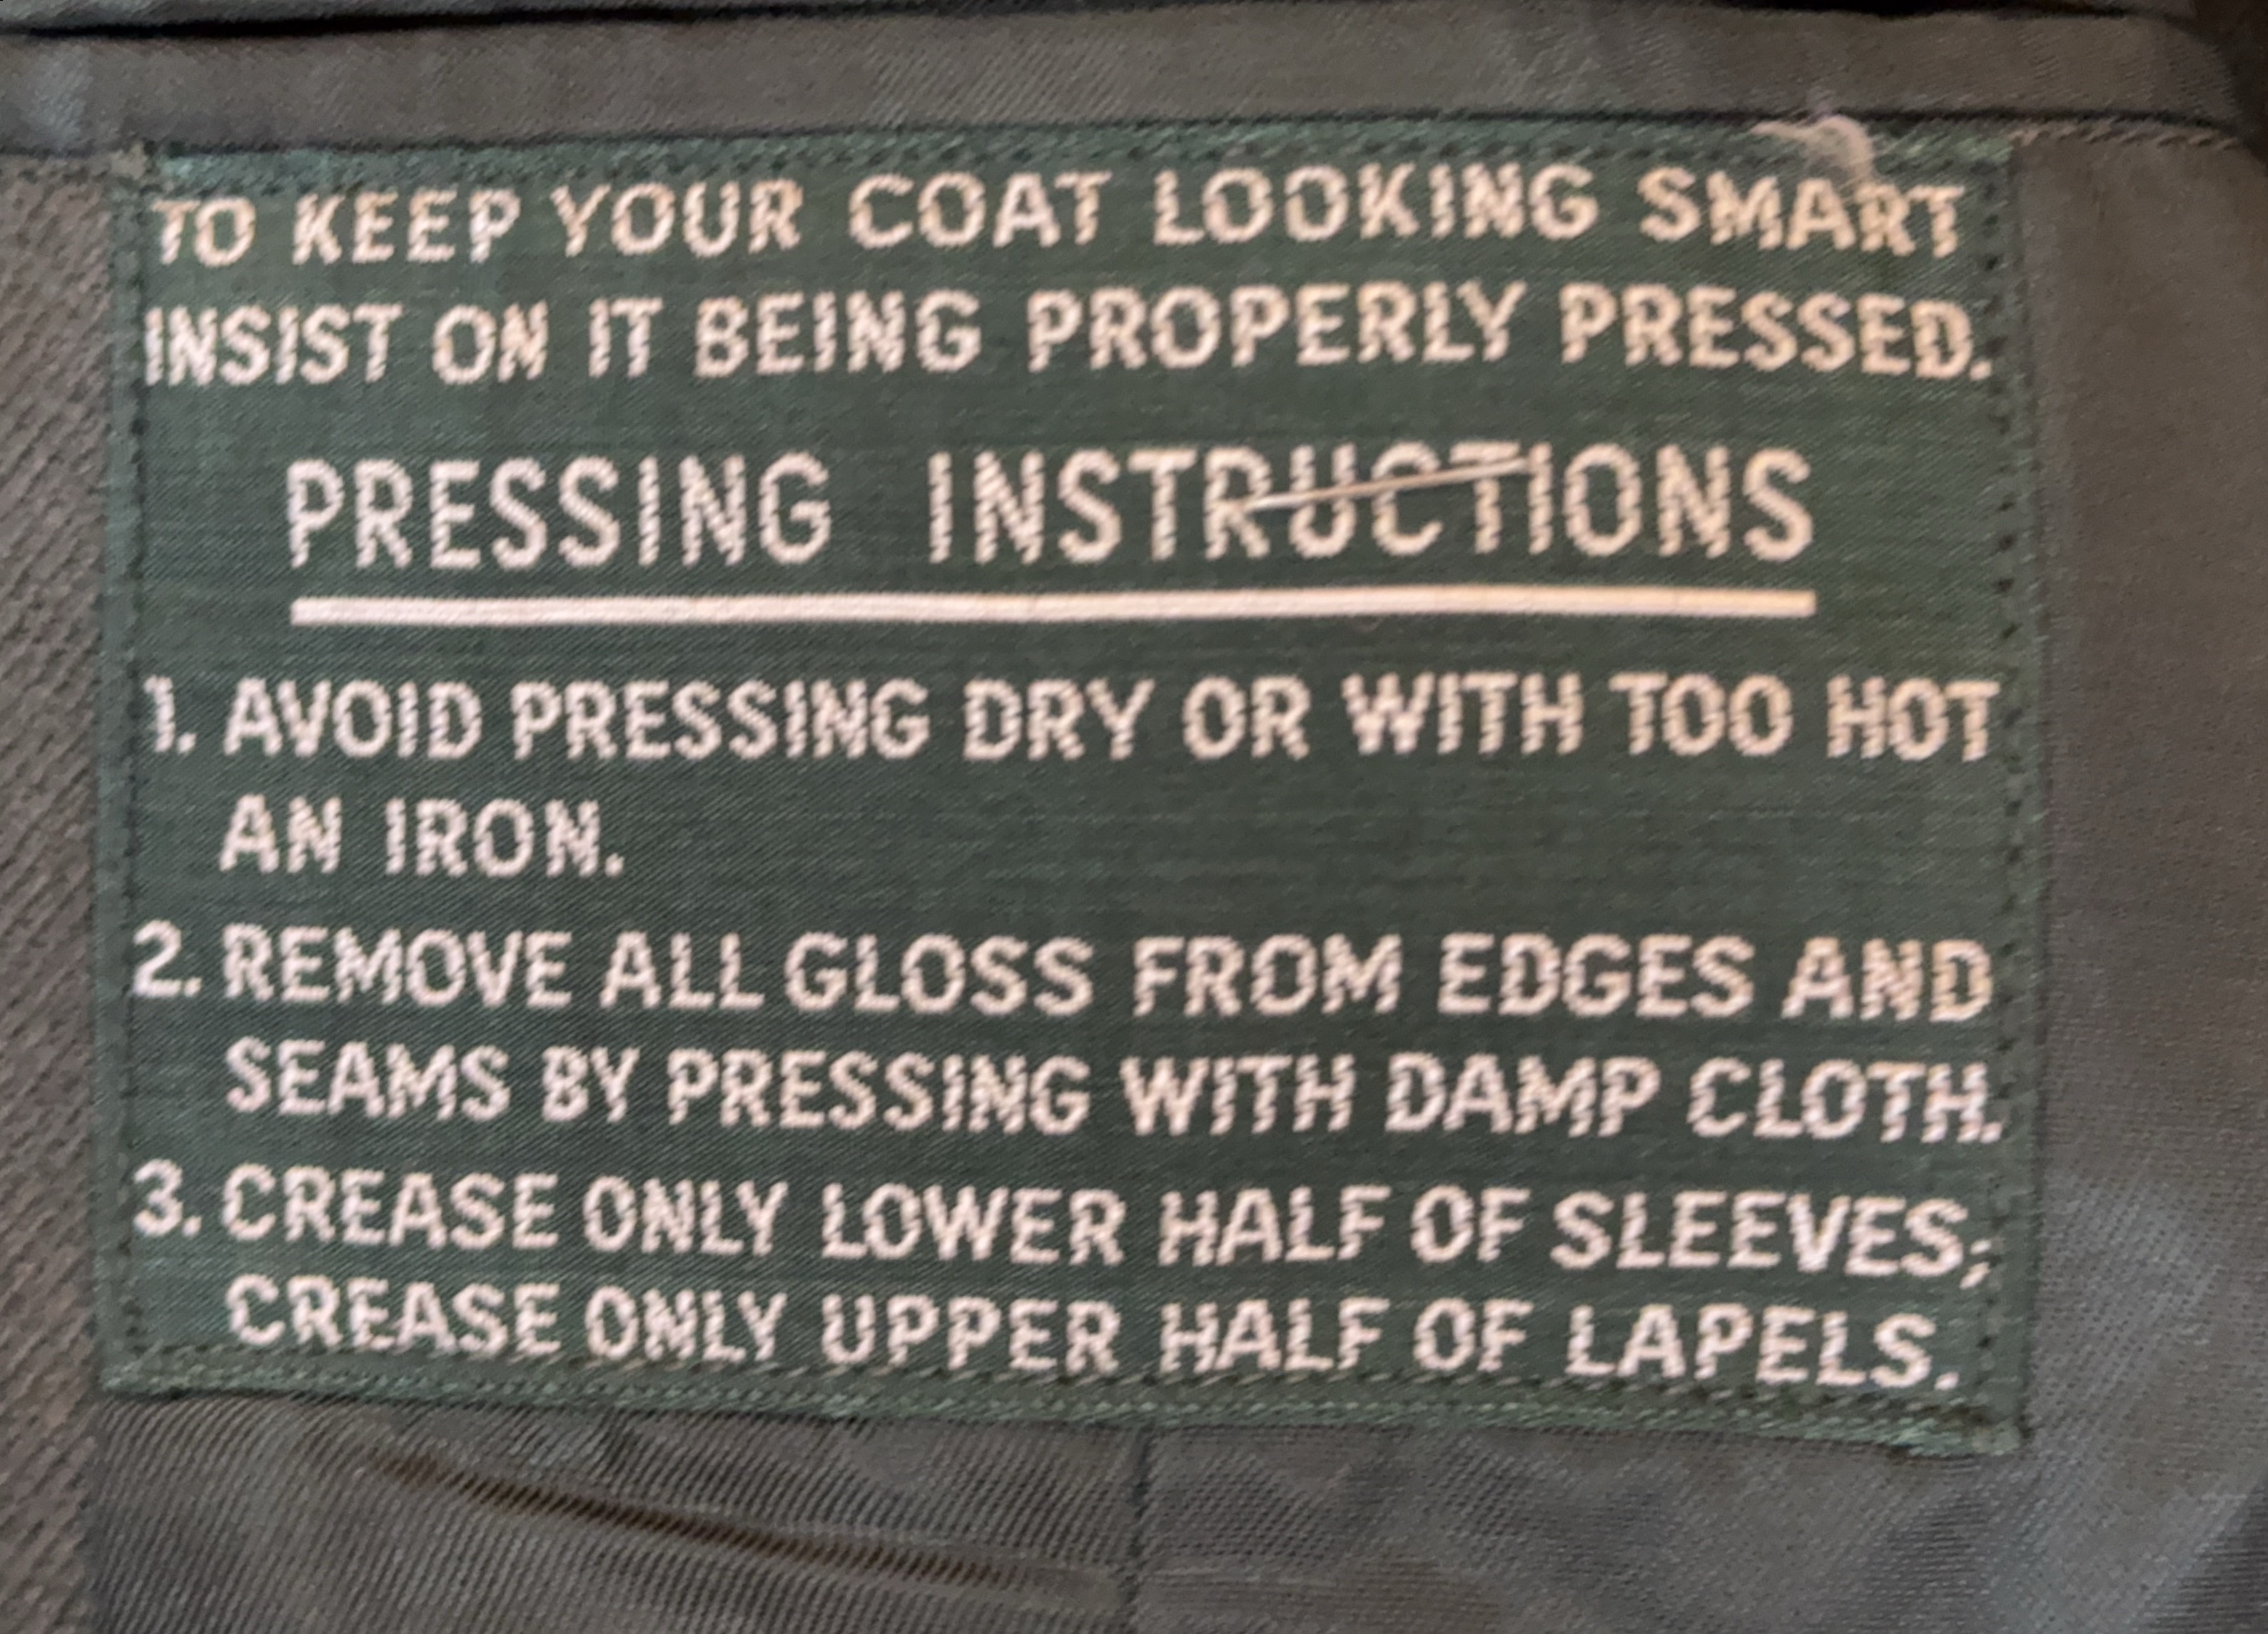 TO KEEP YOUR COAT LOOKING SMART
INSIST ON IT BEING PROPERLY PRESSED.
PRESSING INSTRUCTIONS
1. AVOID PRESSING DRY OR WITH TOO HOT
AN IRON.
2. REMOVE ALL GLOSS FROM EDGES AND
SEAMS BY PRESSING WITH DAMP CLOTH.
3. CREASE ONLY LOWER HALF OF SLEEVES;
CREASE ONLY UPPER HALF OF LAPELS.